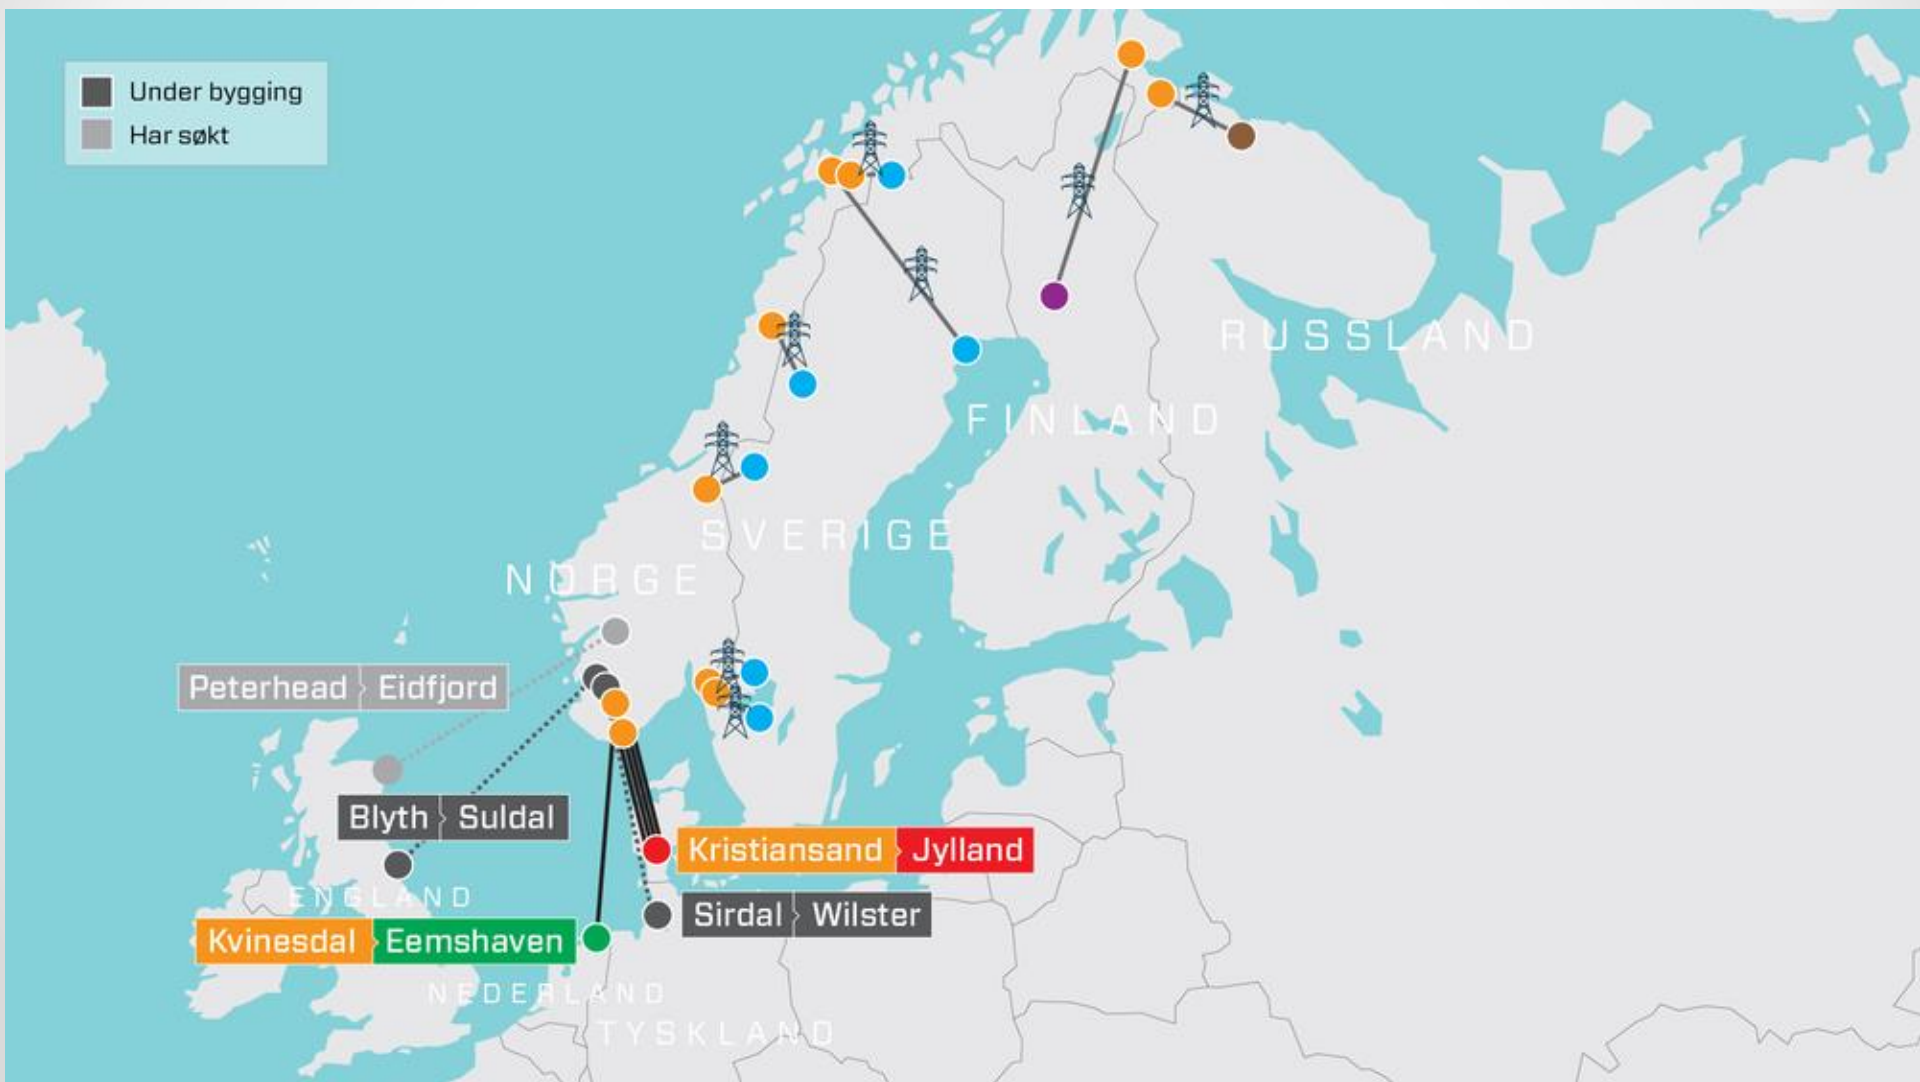 Under bygging
Har søkt
RUSSLAND
FINLAND
SVERIGE
NORGE
Peterhead Eidfjord
Blyth Suldal
Kristiansand Jylland
ENGLAND
Sirdal Wilster
Kvinesdal Eemshaven
NEDERLAND
TYSKLAND